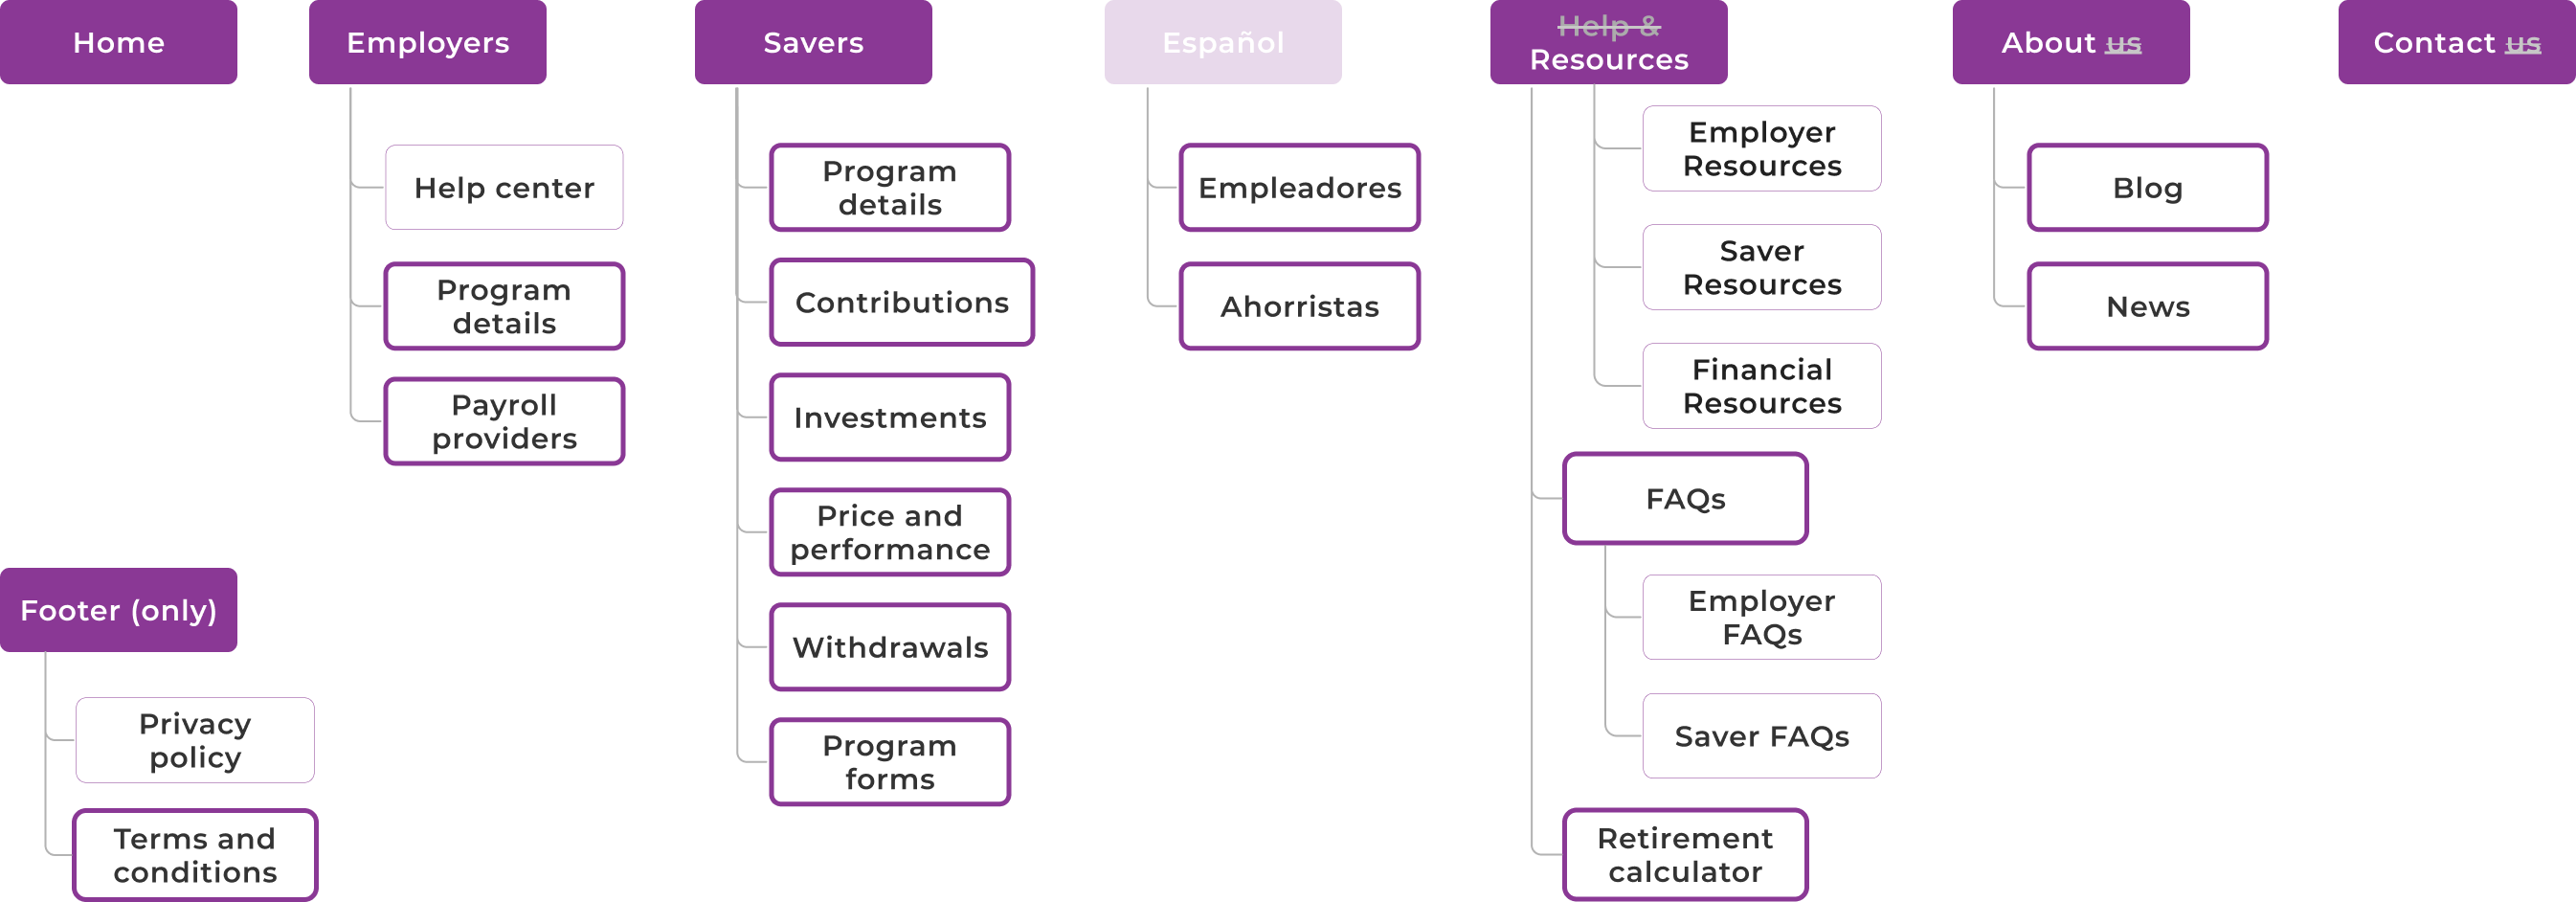 Home
Employers
Help center
Program
details
Payroll
providers
Savers
Program
details
Contributions
Investments
Price and
performance
Withdrawals
Program
forms
Español
Empleadores
Ahorristas
Help &
Resources
Employer
Resources
Saver
Resources
Financial
Resources
FAQs
Employer
FAQs
Saver FAQs
Retirement
calculator
About us
Blog
News
Contact us
Footer (only)
Privacy
policy
Terms and
conditions